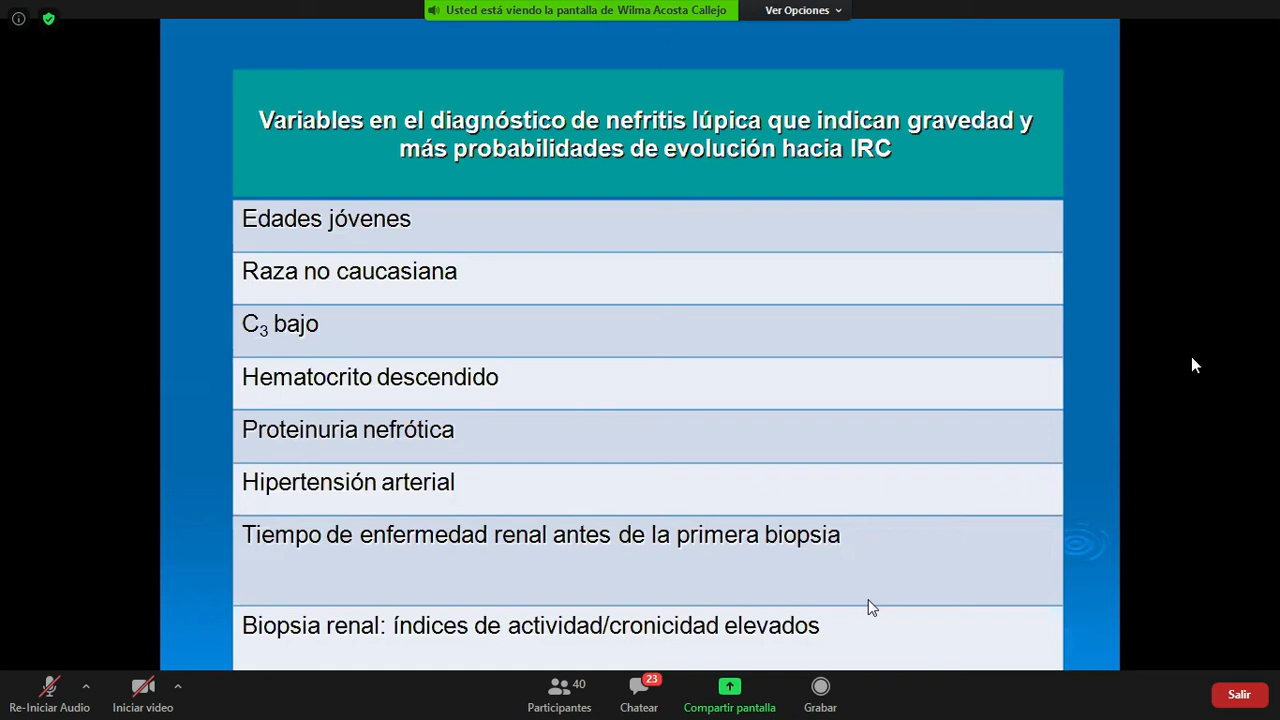 Usted está viendo la pantalla de Wilma Acosta Callejo
Ver Opciones
Variables en el diagnóstico de nefritis lúpica que indican gravedad y
más probabilidades de evolución hacia IRC
Edades jóvenes
Raza no caucasiana
C₃ bajo
Hematocrito descendido
Proteinuria nefrótica
Hipertensión arterial
Tiempo de enfermedad renal antes de la primera biopsia
Biopsia renal: índices de actividad/cronicidad elevados
Re-Iniciar Audio
Iniciar video
40
Participantes
23
Chatear
Compartir pantalla
Grabar
Salir